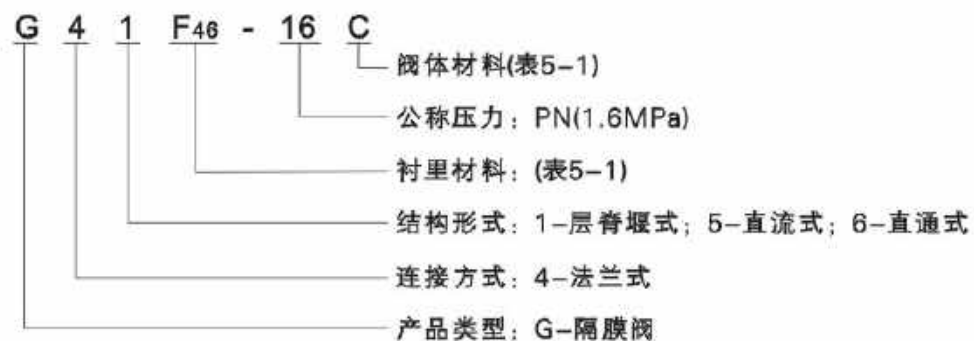 G 4 1 F46 - 16 C
阀体材料(表5-1)
公称压力：PN(1.6MPa)
衬里材料：(表5-1)
结构形式：1-层脊堰式；5-直流式；6-直通式
连接方式：4-法兰式
产品类型：G-隔膜阀